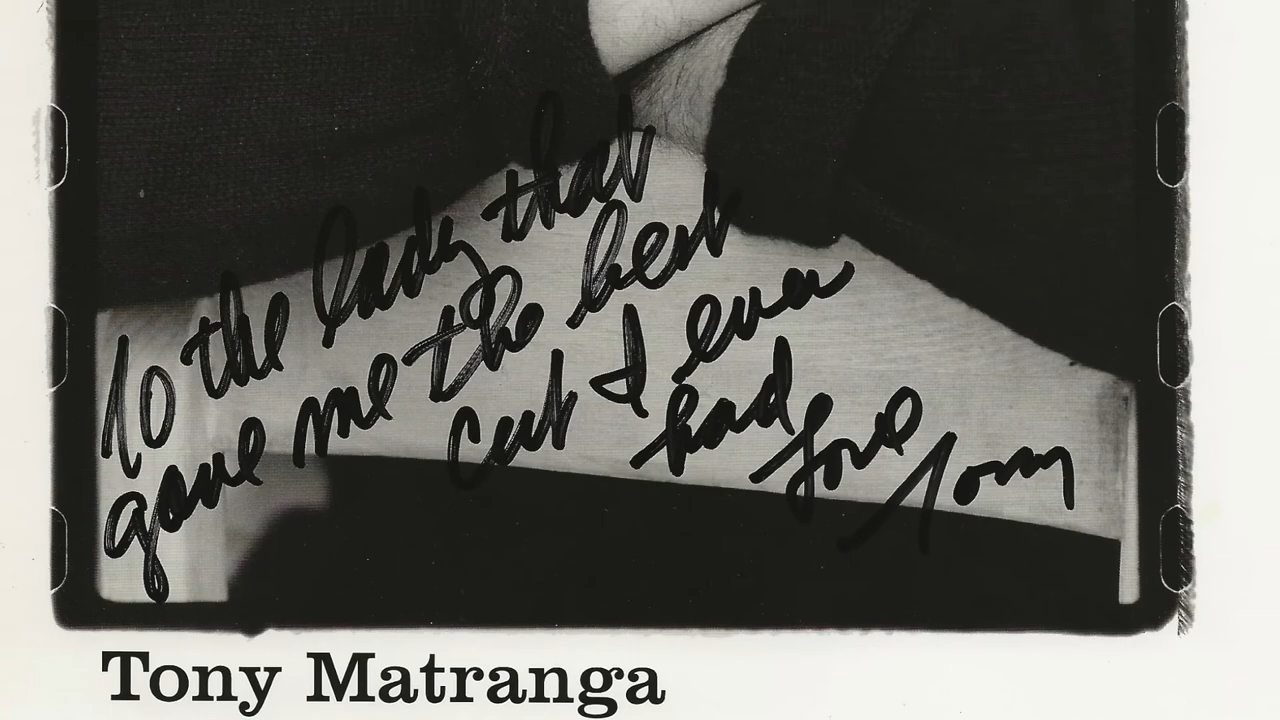 To the lady that
gave me the best
cut I ever
had
Love Tony
Tony Matranga